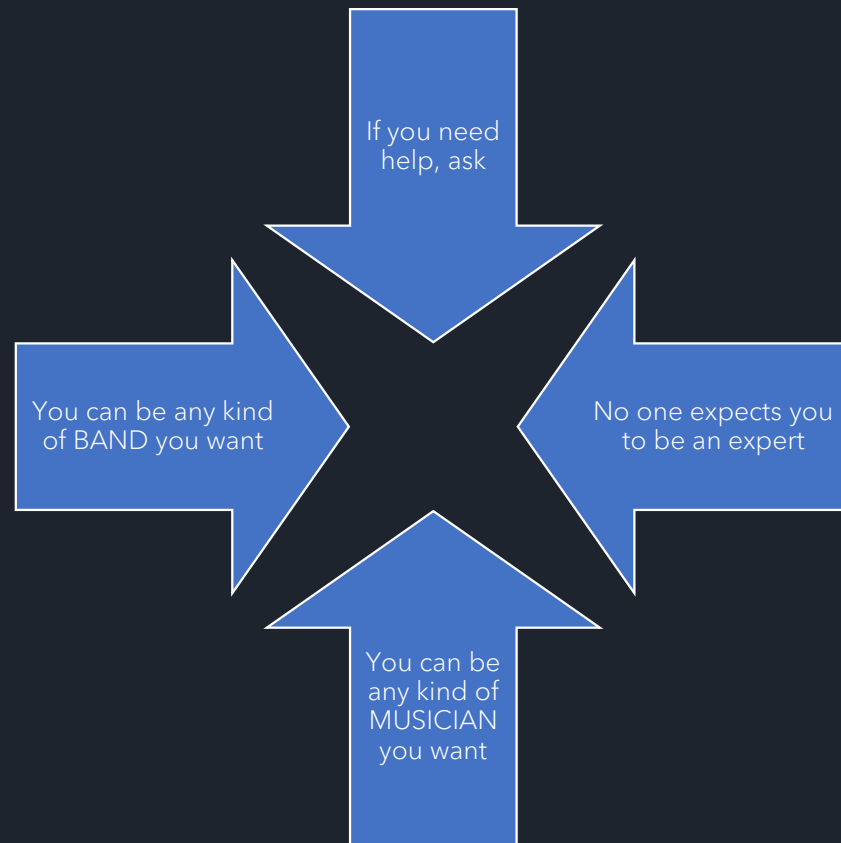 If you need
help, ask
You can be any kind
of BAND you want
No one expects you
to be an expert
You can be
any kind of
MUSICIAN
you want